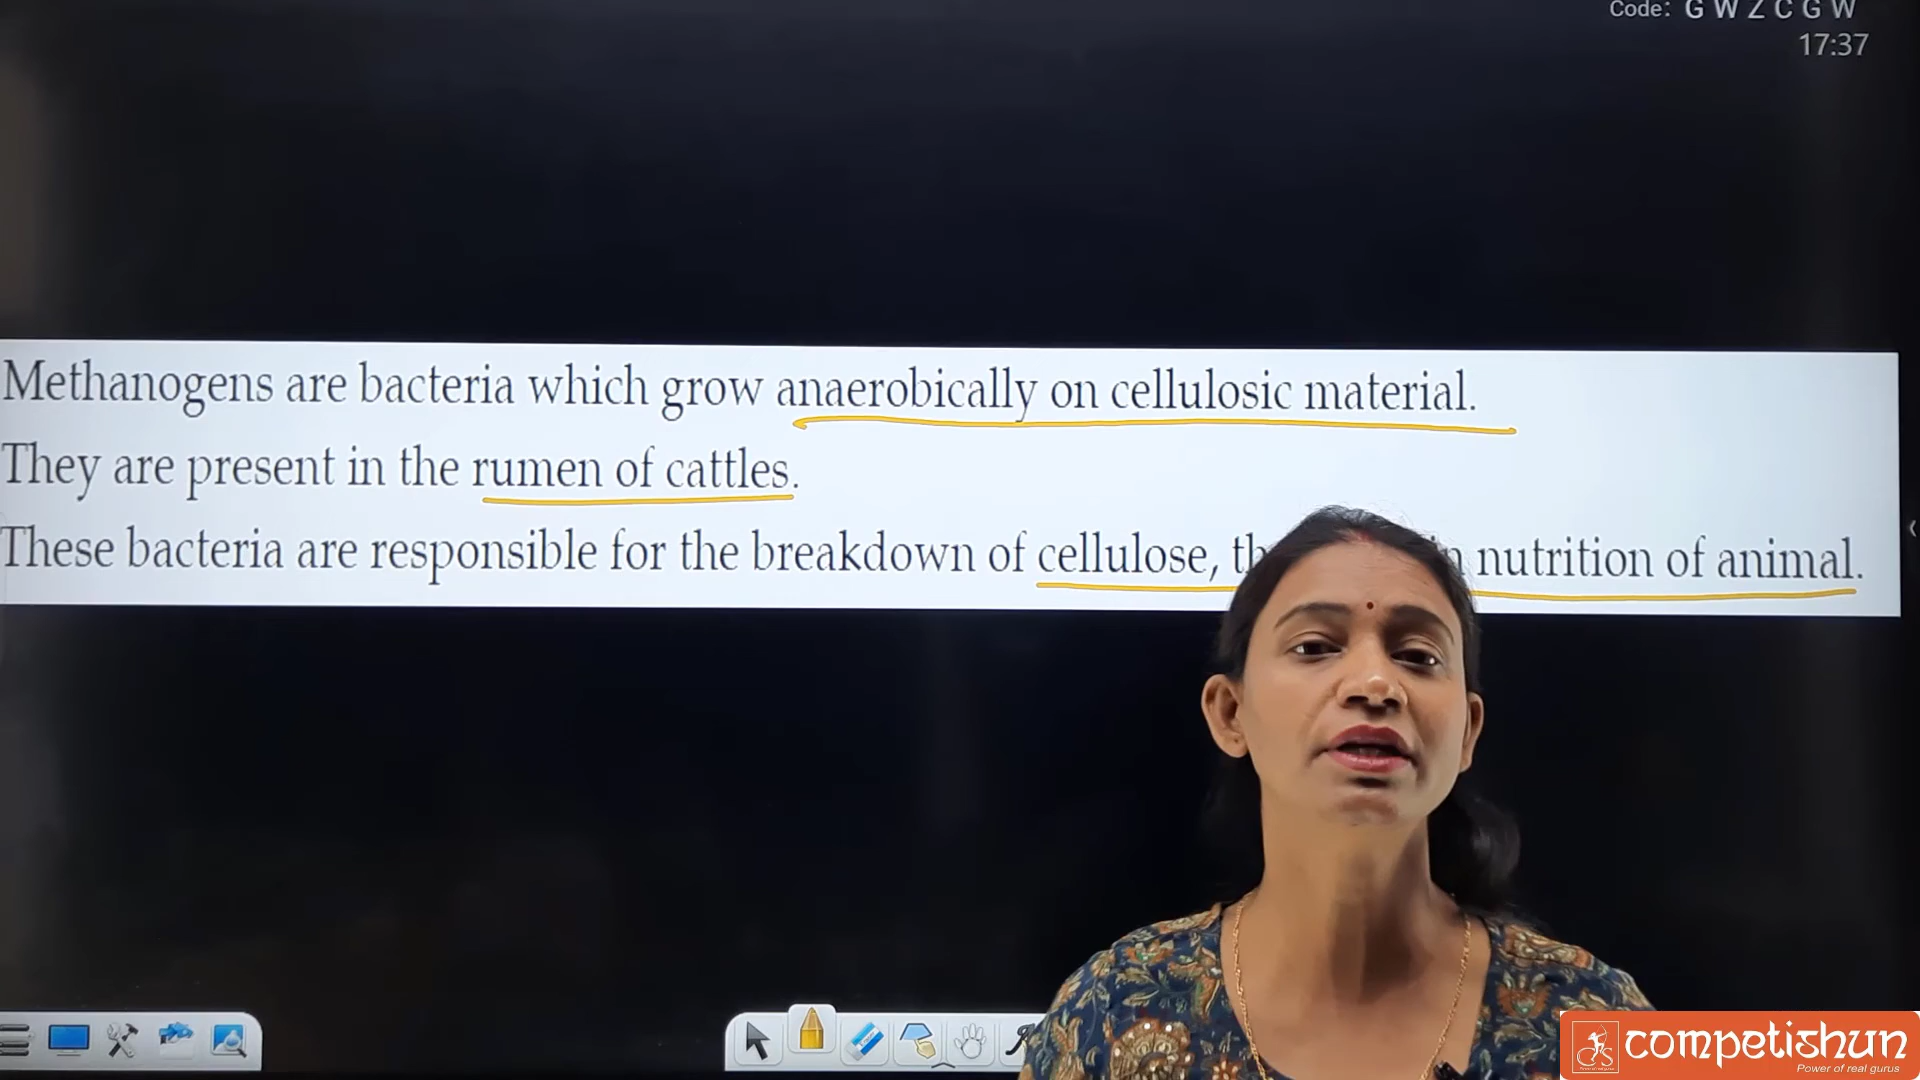 Code: G W Z C G W
17:37
Methanogens are bacteria which grow anaerobically on cellulosic material.
They are present in the rumen of cattles.
These bacteria are responsible for the breakdown of cellulose, nutrition of animal.
competishun
Power of real gurus